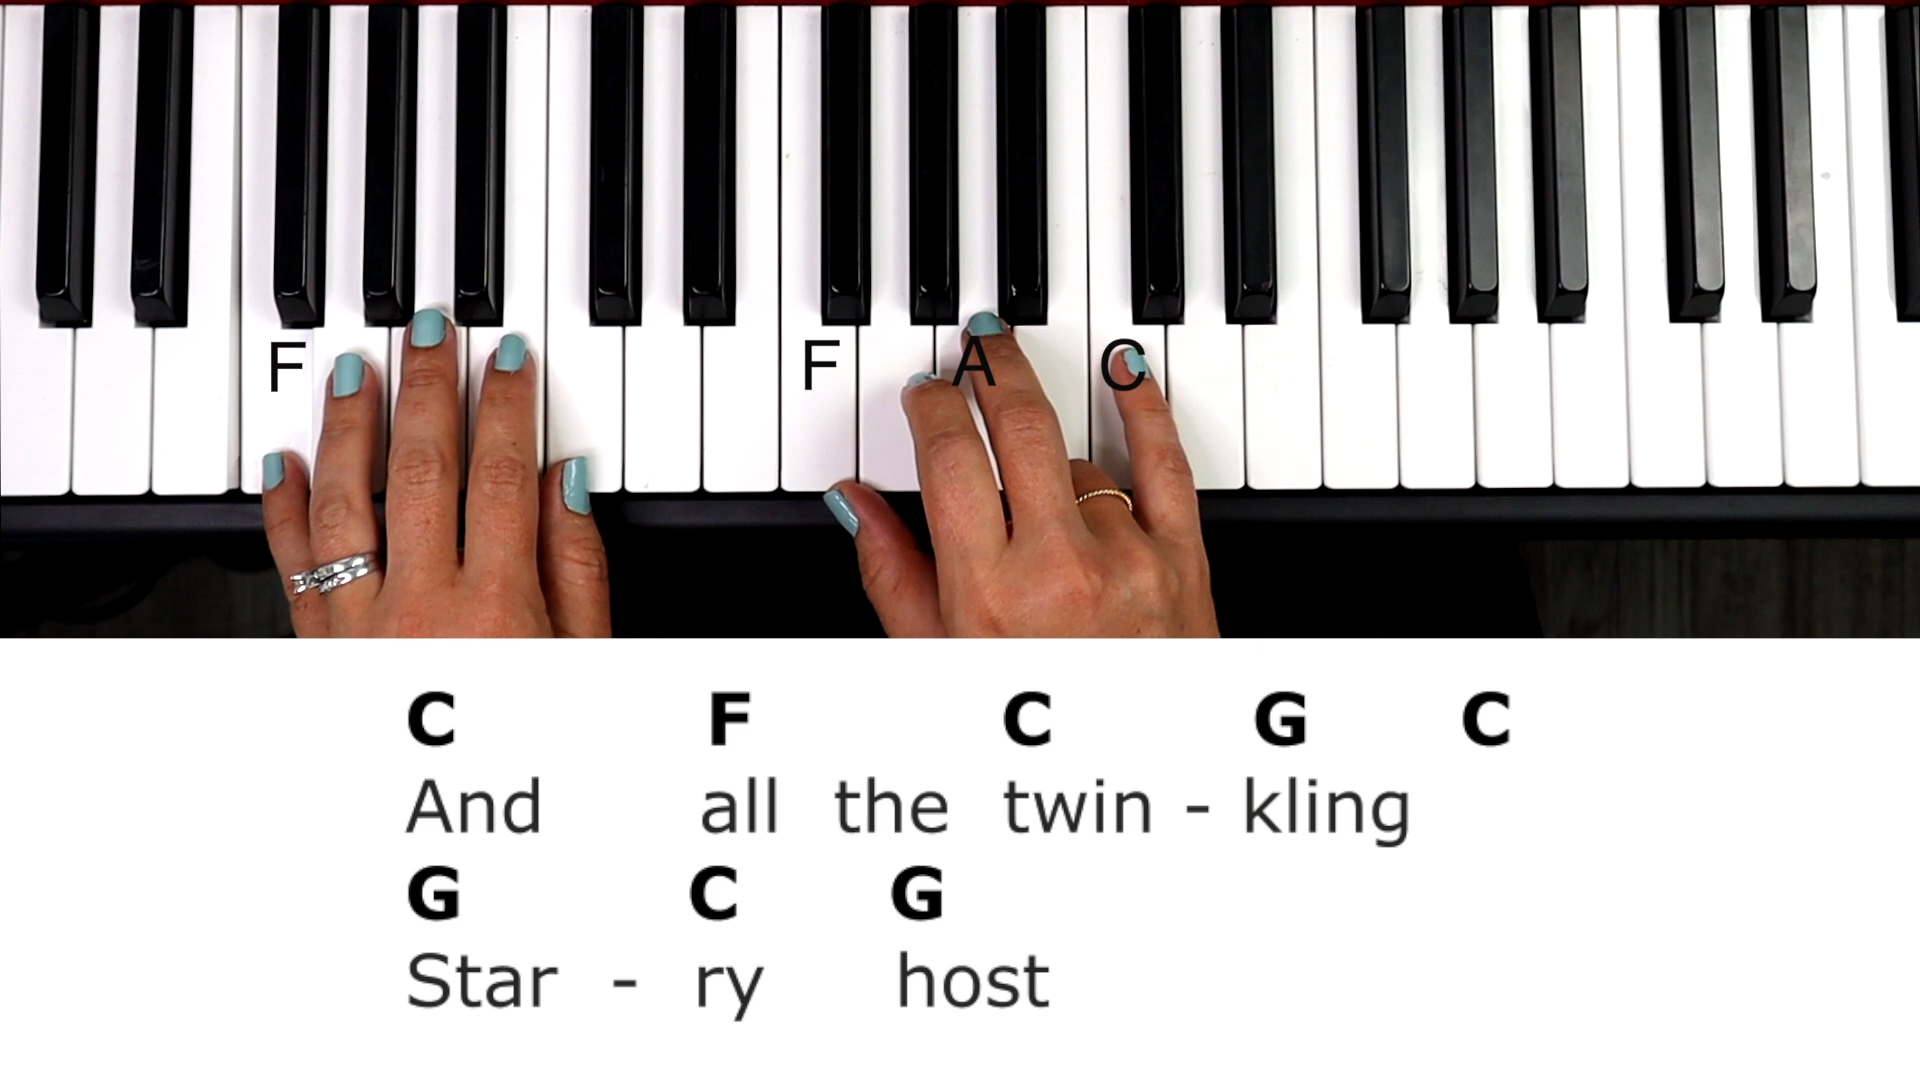 F F A C
C F C G C
And all the twin - kling
G C G
Star - ry host